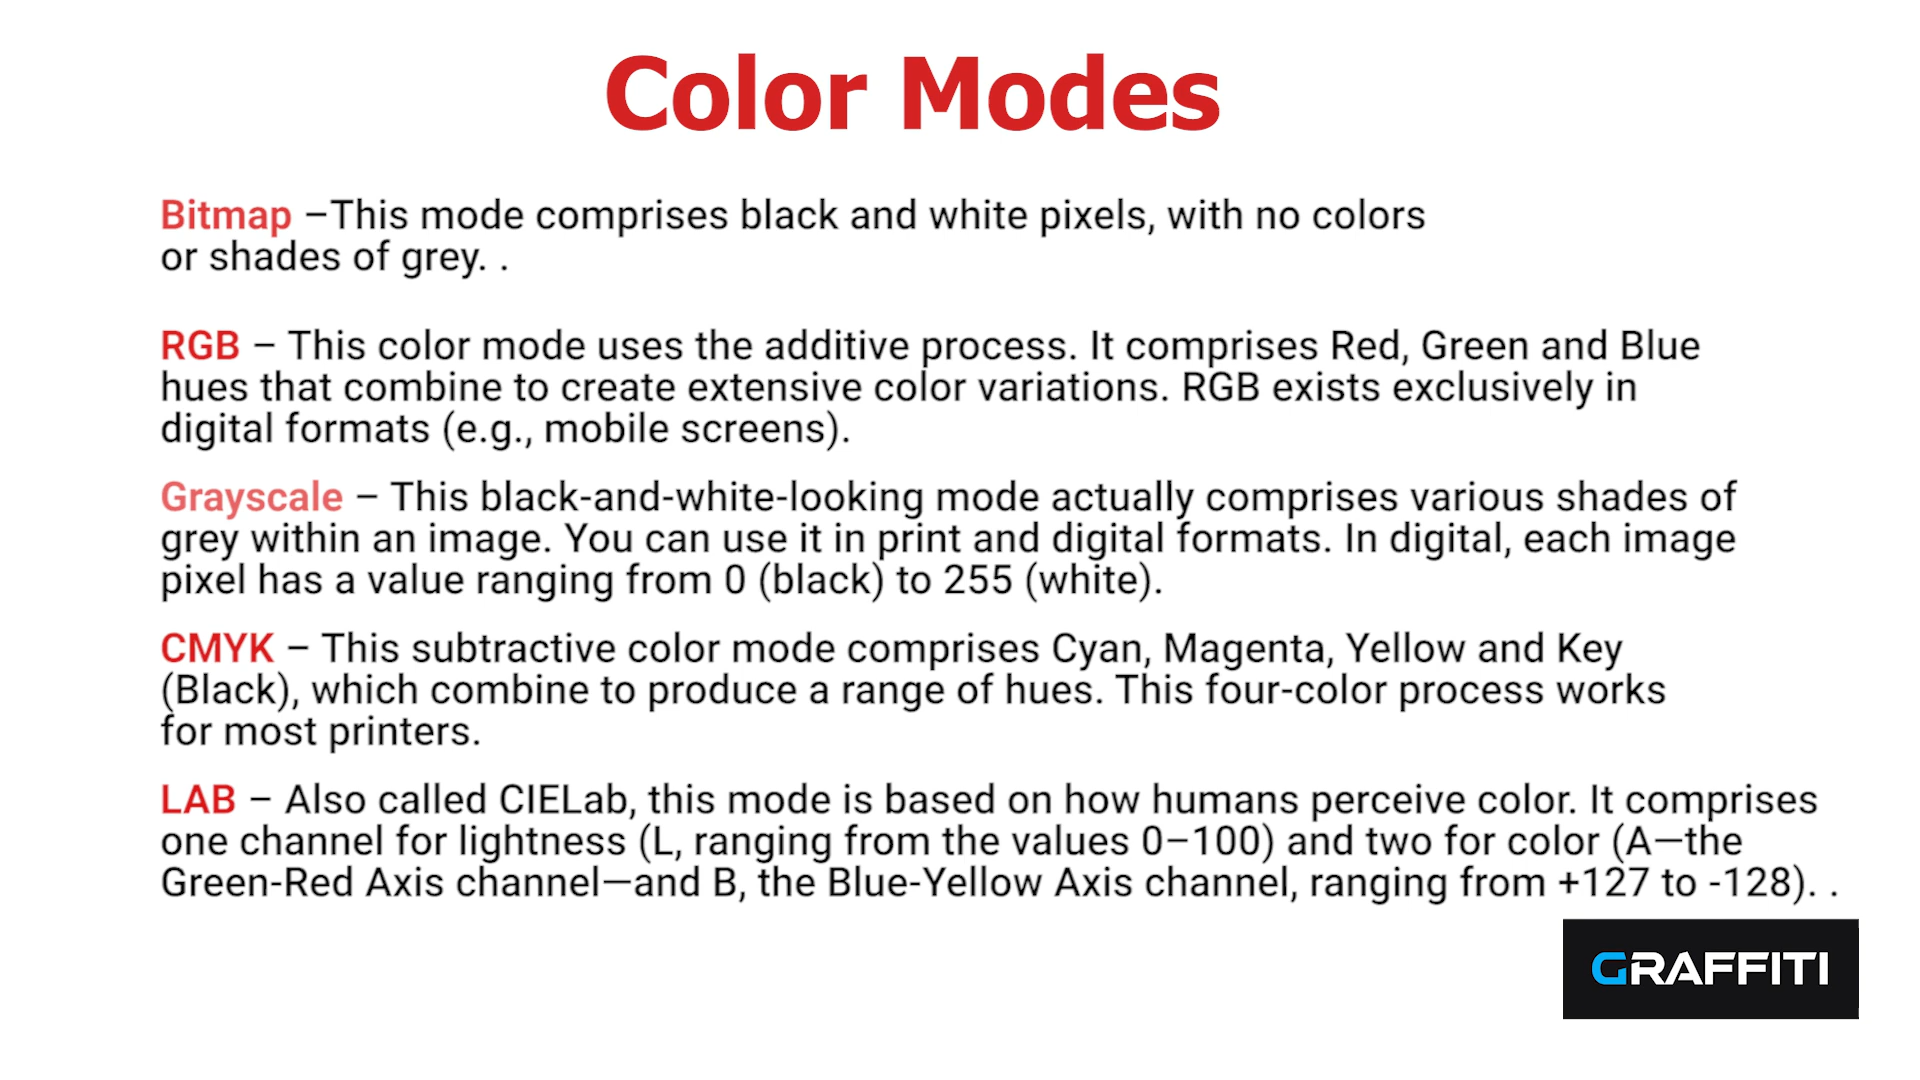 Color Modes
Bitmap –This mode comprises black and white pixels, with no colors
or shades of grey. .
RGB – This color mode uses the additive process. It comprises Red, Green and Blue
hues that combine to create extensive color variations. RGB exists exclusively in
digital formats (e.g., mobile screens).
Grayscale – This black-and-white-looking mode actually comprises various shades of
grey within an image. You can use it in print and digital formats. In digital, each image
pixel has a value ranging from 0 (black) to 255 (white).
CMYK – This subtractive color mode comprises Cyan, Magenta, Yellow and Key
(Black), which combine to produce a range of hues. This four-color process works
for most printers.
LAB – Also called CIELab, this mode is based on how humans perceive color. It comprises
one channel for lightness (L, ranging from the values 0–100) and two for color (A—the
Green-Red Axis channel—and B, the Blue-Yellow Axis channel, ranging from +127 to -128). .
GRAFFITI